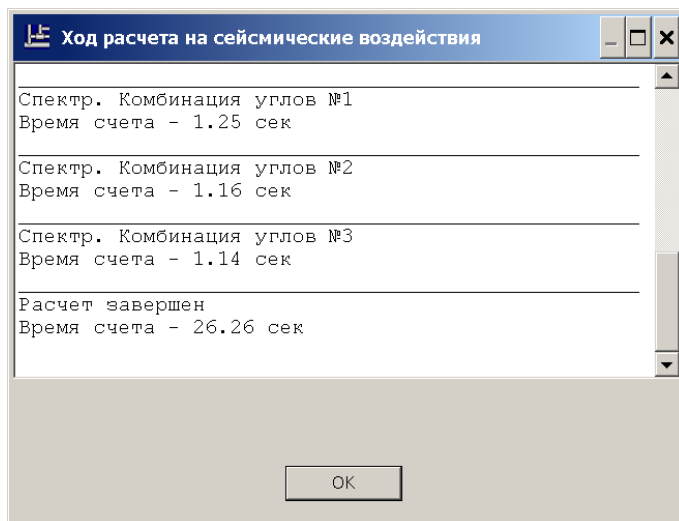 Ход расчета на сейсмические воздействия
Спектр. Комбинация углов №1
Время счета - 1.25 сек
Спектр. Комбинация углов №2
Время счета - 1.16 сек
Спектр. Комбинация углов №3
Время счета - 1.14 сек
Расчет завершен
Время счета - 26.26 сек
OK